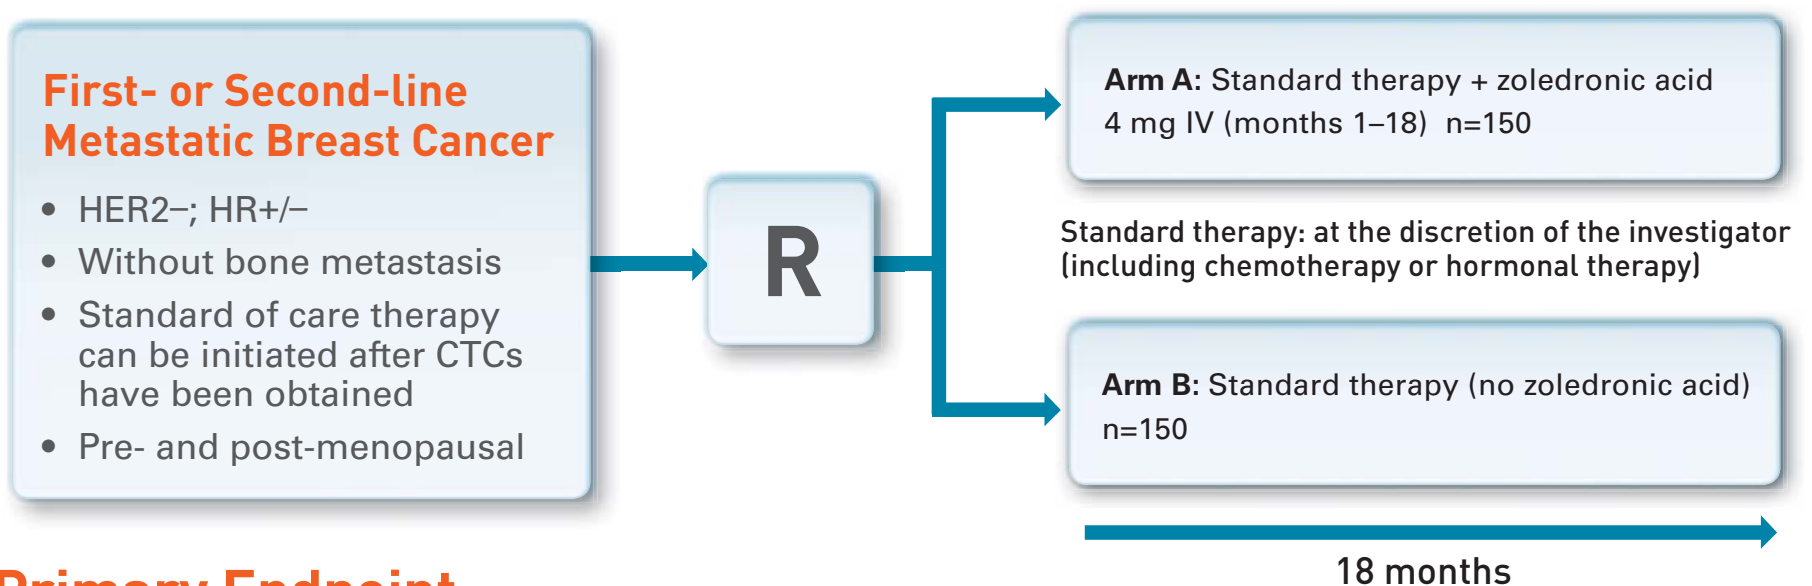 First- or Second-line
Metastatic Breast Cancer
• HER2–; HR+/–
• Without bone metastasis
• Standard of care therapy
can be initiated after CTCs
have been obtained
• Pre- and post-menopausal
R
Arm A: Standard therapy + zoledronic acid
4 mg IV (months 1–18) n=150
Standard therapy: at the discretion of the investigator
(including chemotherapy or hormonal therapy)
Arm B: Standard therapy (no zoledronic acid)
n=150
18 months
Primary Endpoint